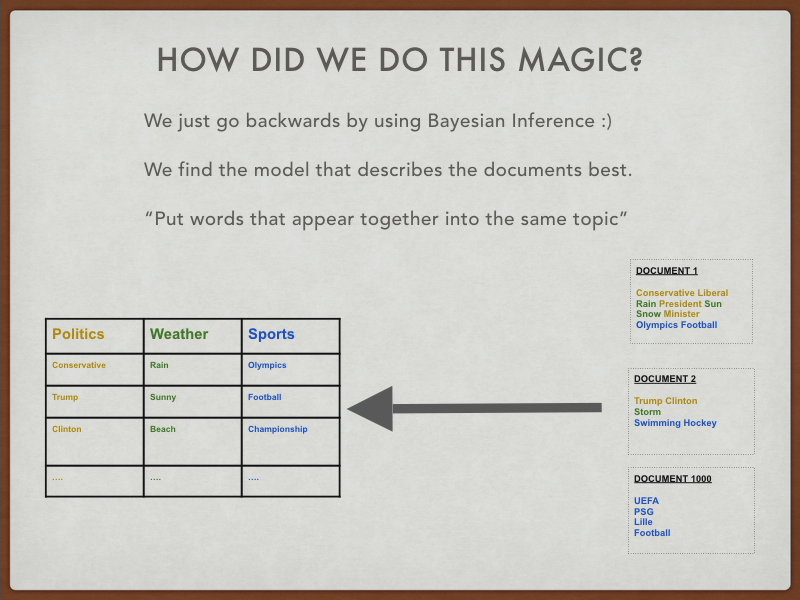 HOW DID WE DO THIS MAGIC?
We just go backwards by using Bayesian Inference :)
We find the model that describes the documents best.
“Put words that appear together into the same topic”
Politics Weather Sports
Conservative Rain Olympics
Trump Sunny Football
Clinton Beach Championship
.... .... ....
DOCUMENT 1
Conservative Liberal
Rain President Sun
Snow Minister
Olympics Football
DOCUMENT 2
Trump Clinton
Storm
Swimming Hockey
DOCUMENT 1000
UEFA
PSG
Lille
Football